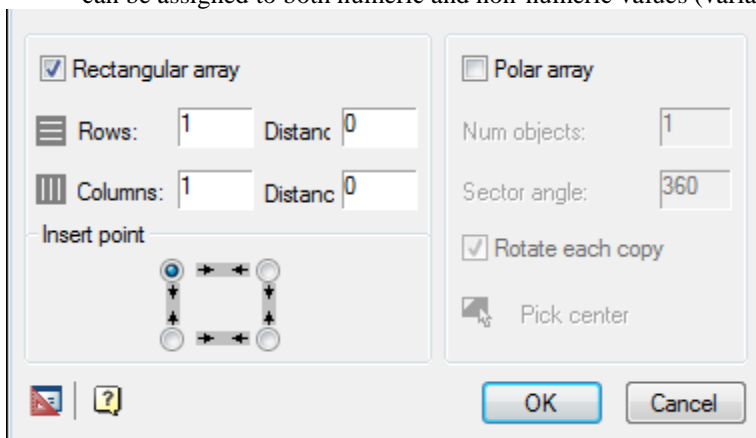 can be assigned to both numeric and non-numeric values (varia
Rectangular array
Rows: 1 Distanc 0
Columns: 1 Distanc 0
Insert point
Polar array
Num objects: 1
Sector angle: 360
Rotate each copy
Pick center
OK Cancel